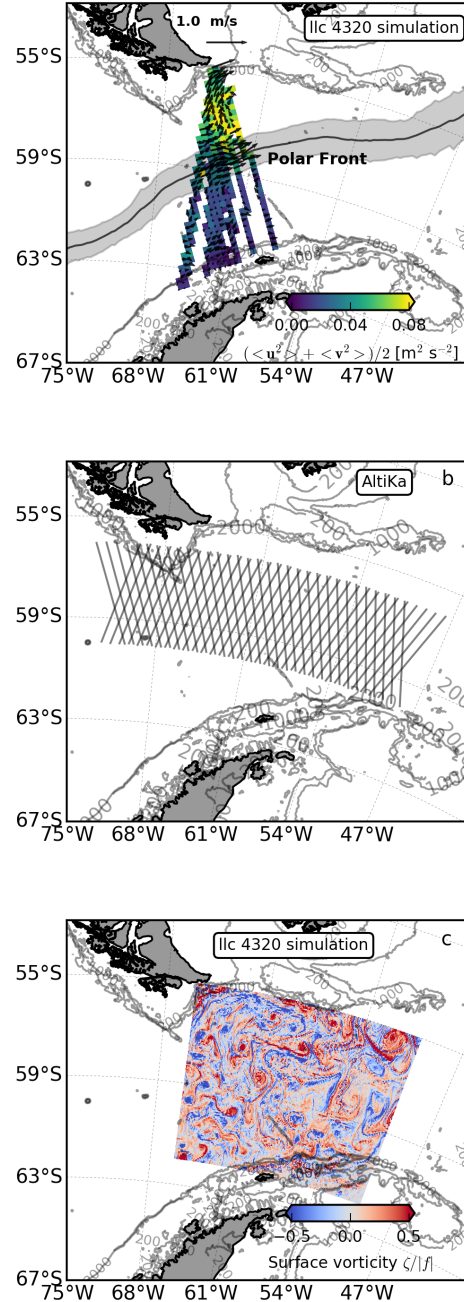 1.0 m/s
llc 4320 simulation
55°S
59°S
Polar Front
63°S
0.00 0.04 0.08
(<u²> + <v²>)/2 [m² s⁻²]
67°S
75°W 68°W 61°W 54°W 47°W
AltiKa
b
55°S
59°S
63°S
67°S
75°W 68°W 61°W 54°W 47°W
llc 4320 simulation
c
55°S
59°S
63°S
−0.5 0.0 0.5
Surface vorticity ζ/|f|
67°S
75°W 68°W 61°W 54°W 47°W